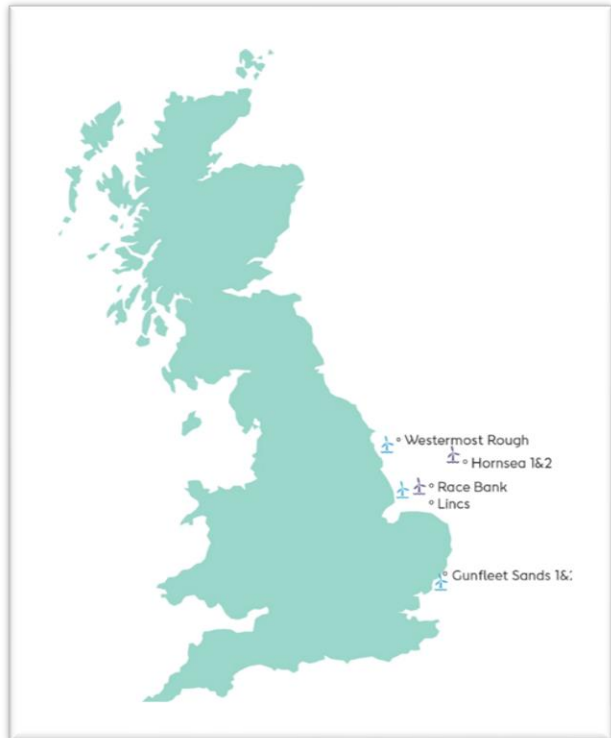 Westermost Rough
Hornsea 1&2
Race Bank
Lincs
Gunfleet Sands 1&